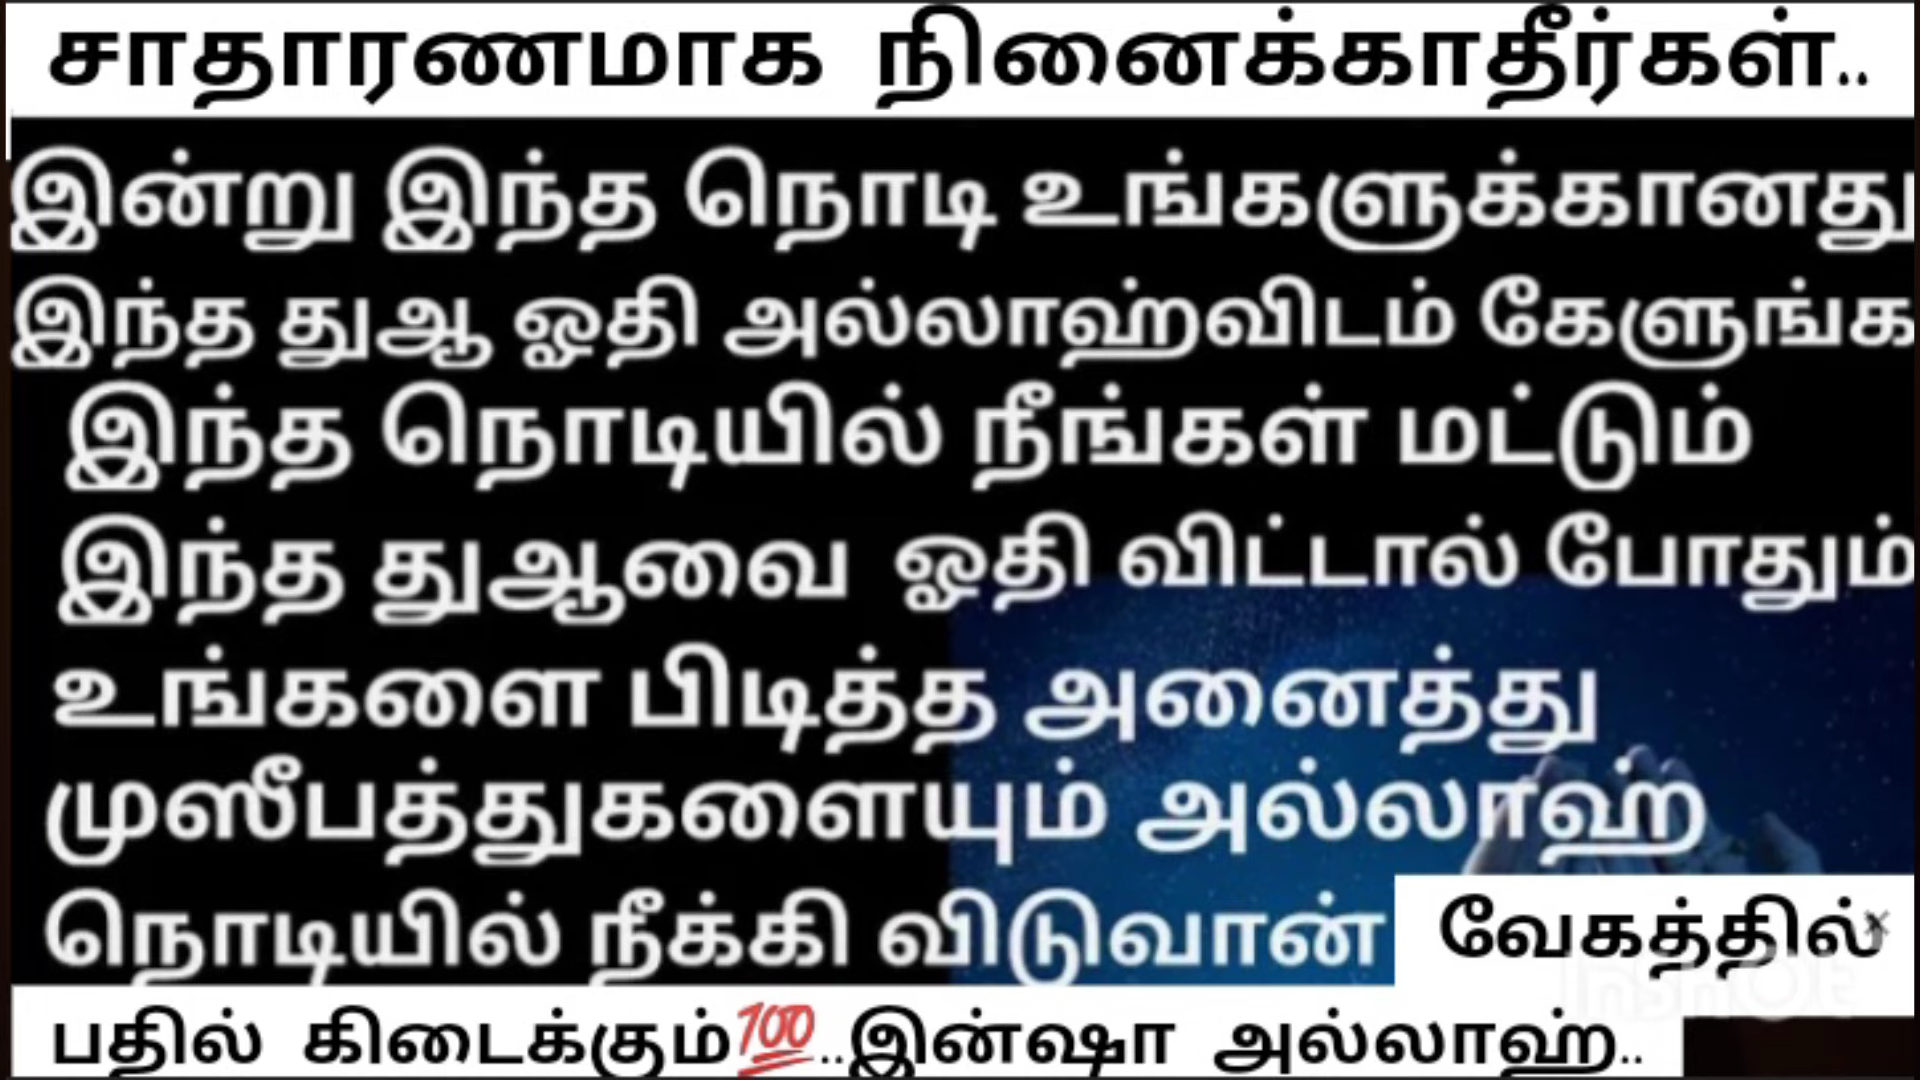 சாதாரணமாக நினைக்காதீர்கள்..
இன்று இந்த நொடி உங்களுக்கானது
இந்த துஆ ஓதி அல்லாஹ்விடம் கேளுங்க
இந்த நொடியில் நீங்கள் மட்டும்
இந்த துஆவை ஓதி விட்டால் போதும்
உங்களை பிடித்த அனைத்து
முஸீபத்துகளையும் அல்லாஹ்
நொடியில் நீக்கி விடுவான் வேகத்தில்
பதில் கிடைக்கும்💯..இன்ஷா அல்லாஹ்..
InShOt